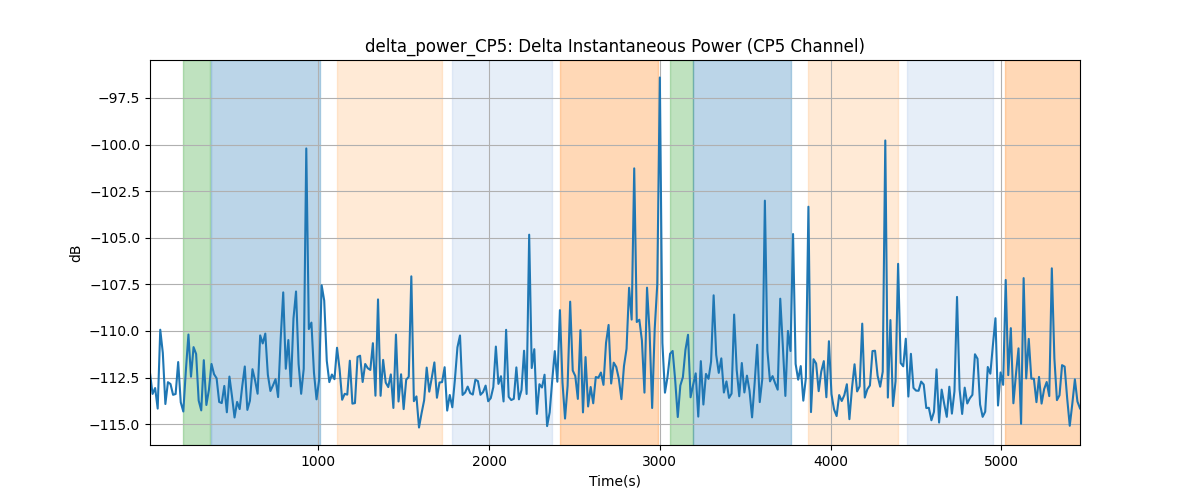 delta_power_CP5: Delta Instantaneous Power (CP5 Channel)
dB
−97.5
−100.0
−102.5
−105.0
−107.5
−110.0
−112.5
−115.0
1000 2000 3000 4000 5000
Time(s)